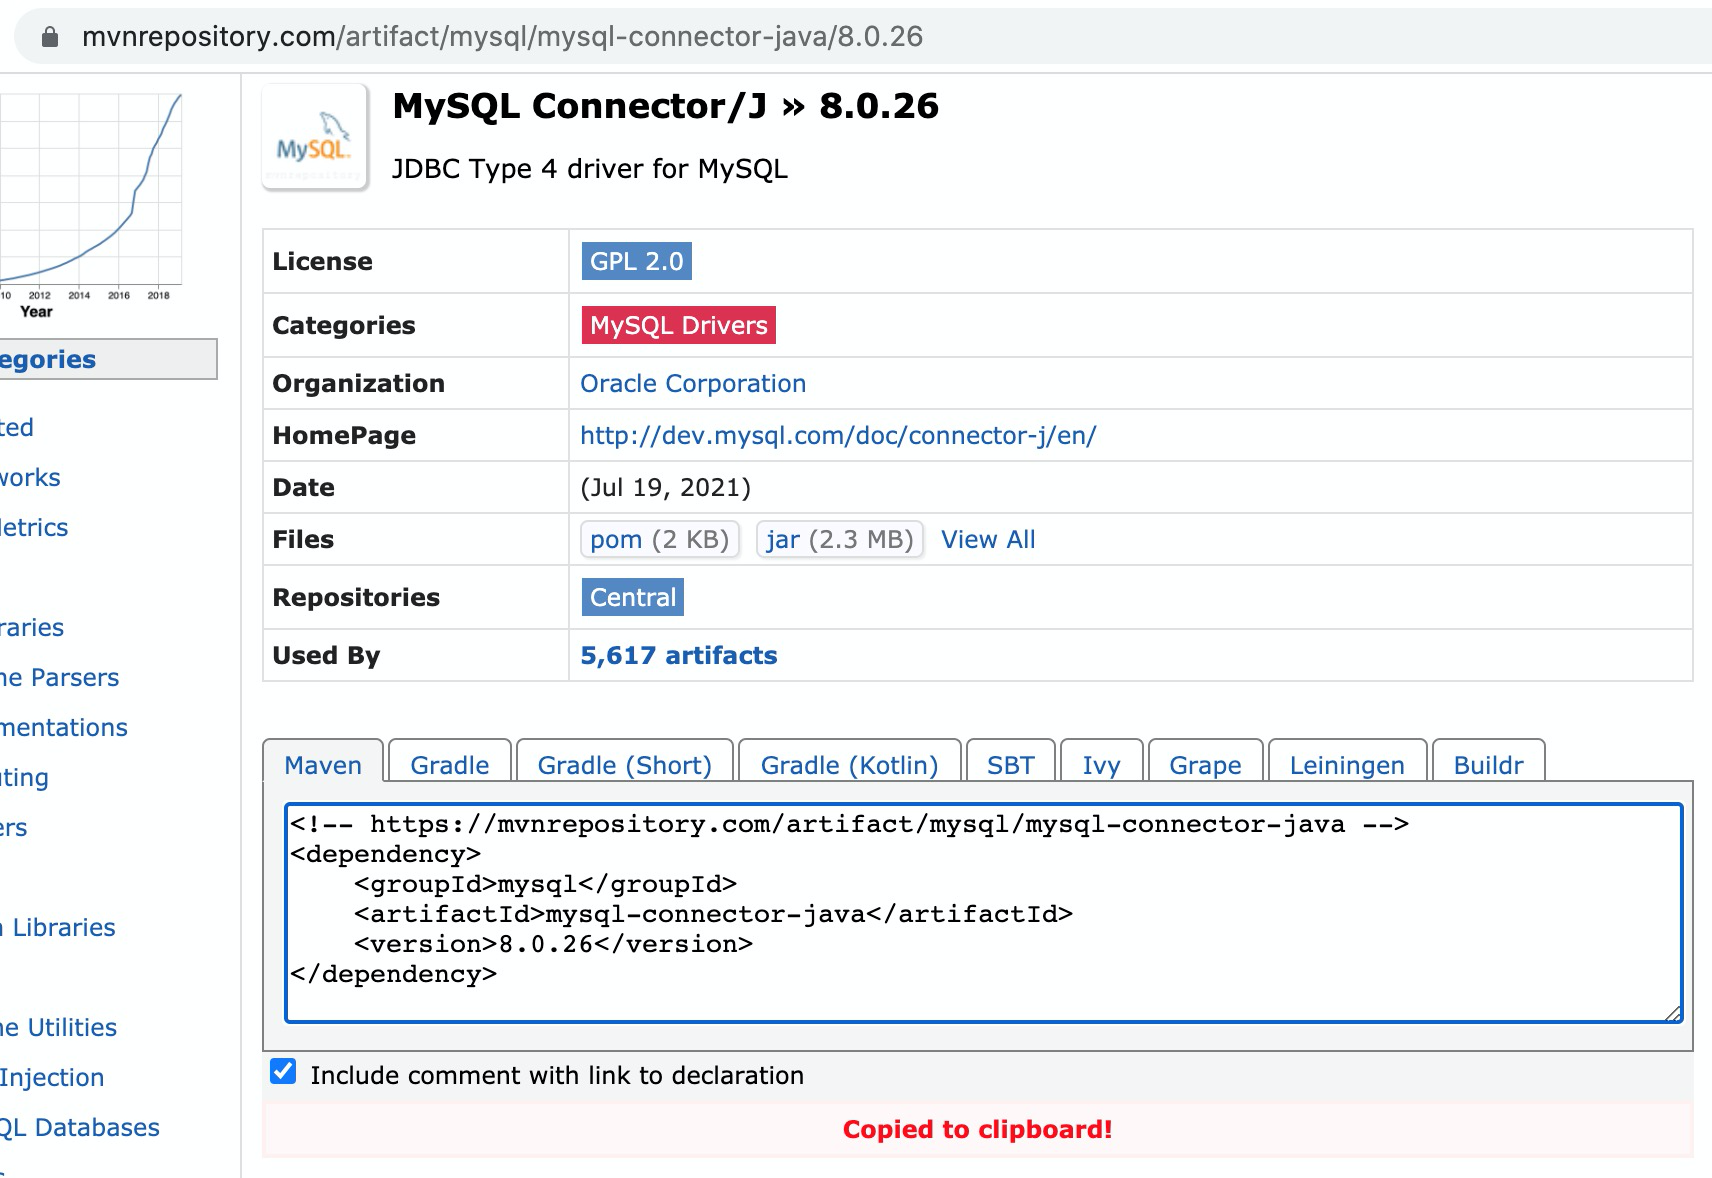 mvnrepository.com/artifact/mysql/mysql-connector-java/8.0.26
10 2012 2014 2016 2018
Year
egories
ted
works
etrics
raries
ne Parsers
mentations
ting
ers
Libraries
ne Utilities
Injection
QL Databases
MySQL
mvnrepository
MySQL Connector/J » 8.0.26
JDBC Type 4 driver for MySQL
License GPL 2.0
Categories MySQL Drivers
Organization Oracle Corporation
HomePage http://dev.mysql.com/doc/connector-j/en/
Date (Jul 19, 2021)
Files pom (2 KB) jar (2.3 MB) View All
Repositories Central
Used By 5,617 artifacts
Maven Gradle Gradle (Short) Gradle (Kotlin) SBT Ivy Grape Leiningen Buildr
<!-- https://mvnrepository.com/artifact/mysql/mysql-connector-java -->
<dependency>
    <groupId>mysql</groupId>
    <artifactId>mysql-connector-java</artifactId>
    <version>8.0.26</version>
</dependency>
Include comment with link to declaration
Copied to clipboard!